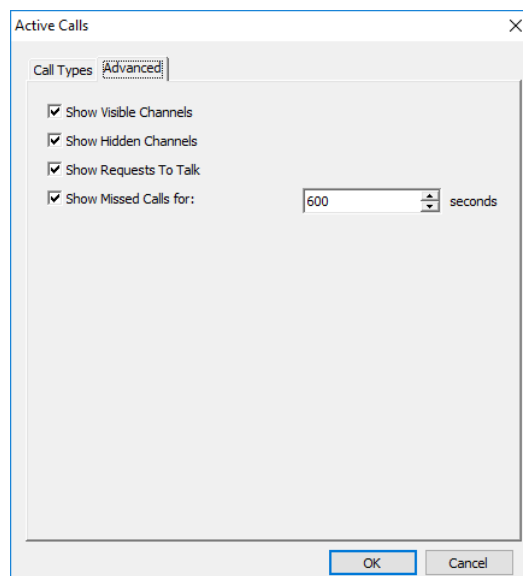 Active Calls
Call Types Advanced
Show Visible Channels
Show Hidden Channels
Show Requests To Talk
Show Missed Calls for: 600 seconds
OK Cancel